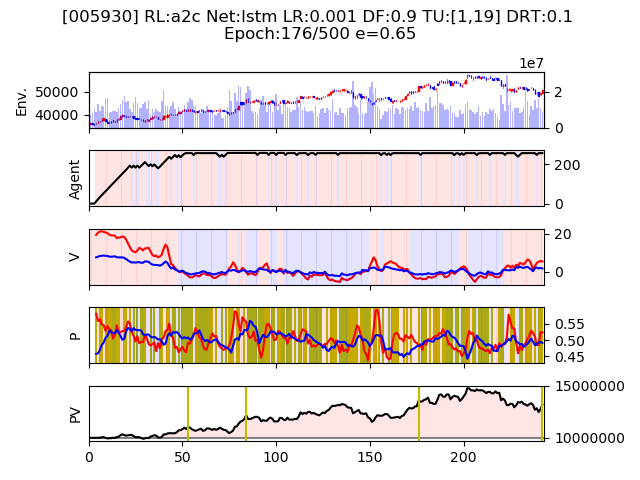 [005930] RL:a2c Net:lstm LR:0.001 DF:0.9 TU:[1,19] DRT:0.1
Epoch:176/500 e=0.65
1e7
Env.
50000
40000
2
0
Agent
200
0
V
20
0
P
0.55
0.50
0.45
PV
15000000
10000000
0 50 100 150 200